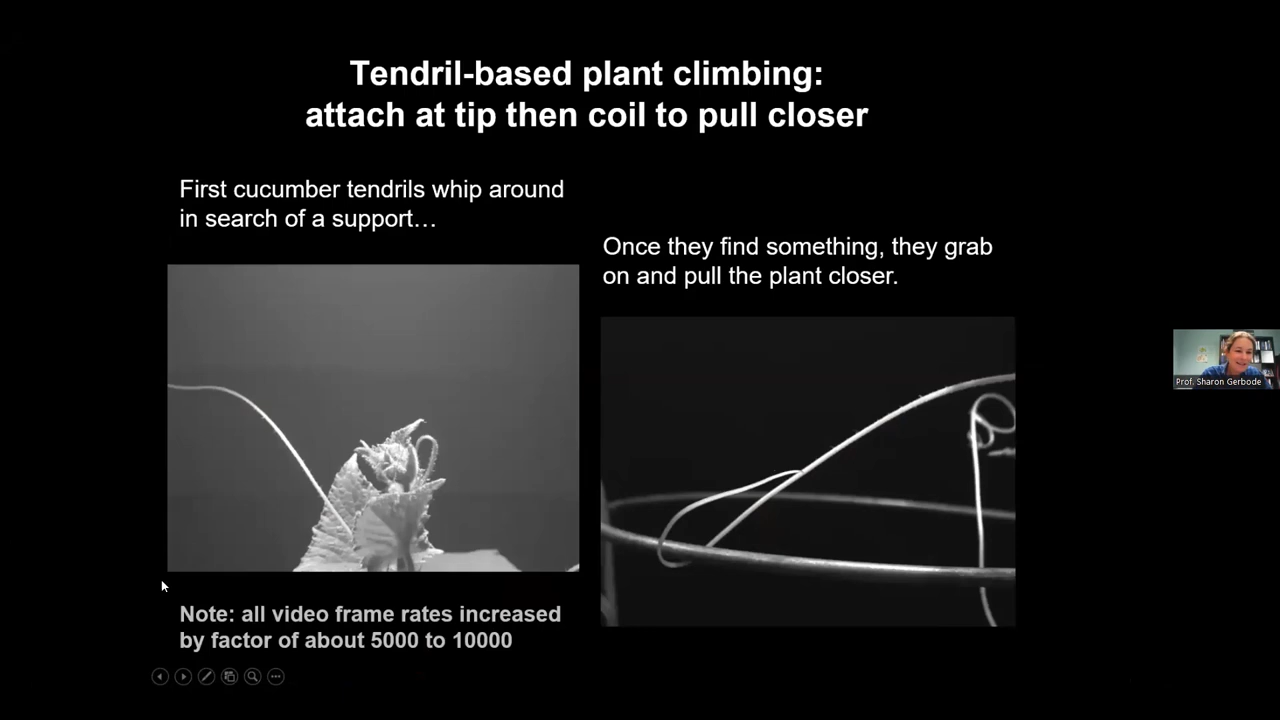 Tendril-based plant climbing:
attach at tip then coil to pull closer
First cucumber tendrils whip around
in search of a support…
Once they find something, they grab
on and pull the plant closer.
Note: all video frame rates increased
by factor of about 5000 to 10000
Prof. Sharon Gerbode